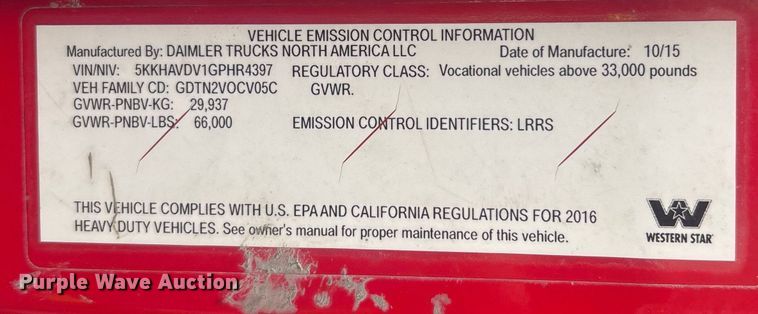 VEHICLE EMISSION CONTROL INFORMATION
Manufactured By: DAIMLER TRUCKS NORTH AMERICA LLC Date of Manufacture: 10/15
VIN/NIV: 5KKHAVDV1GPHR4397 REGULATORY CLASS: Vocational vehicles above 33,000 pounds
VEH FAMILY CD: GDTN2VOCV05C GVWR.
GVWR-PNBV-KG: 29,937
GVWR-PNBV-LBS: 66,000 EMISSION CONTROL IDENTIFIERS: LRRS
THIS VEHICLE COMPLIES WITH U.S. EPA AND CALIFORNIA REGULATIONS FOR 2016
HEAVY DUTY VEHICLES. See owner's manual for proper maintenance of this vehicle.
WESTERN STAR
Purple Wave Auction